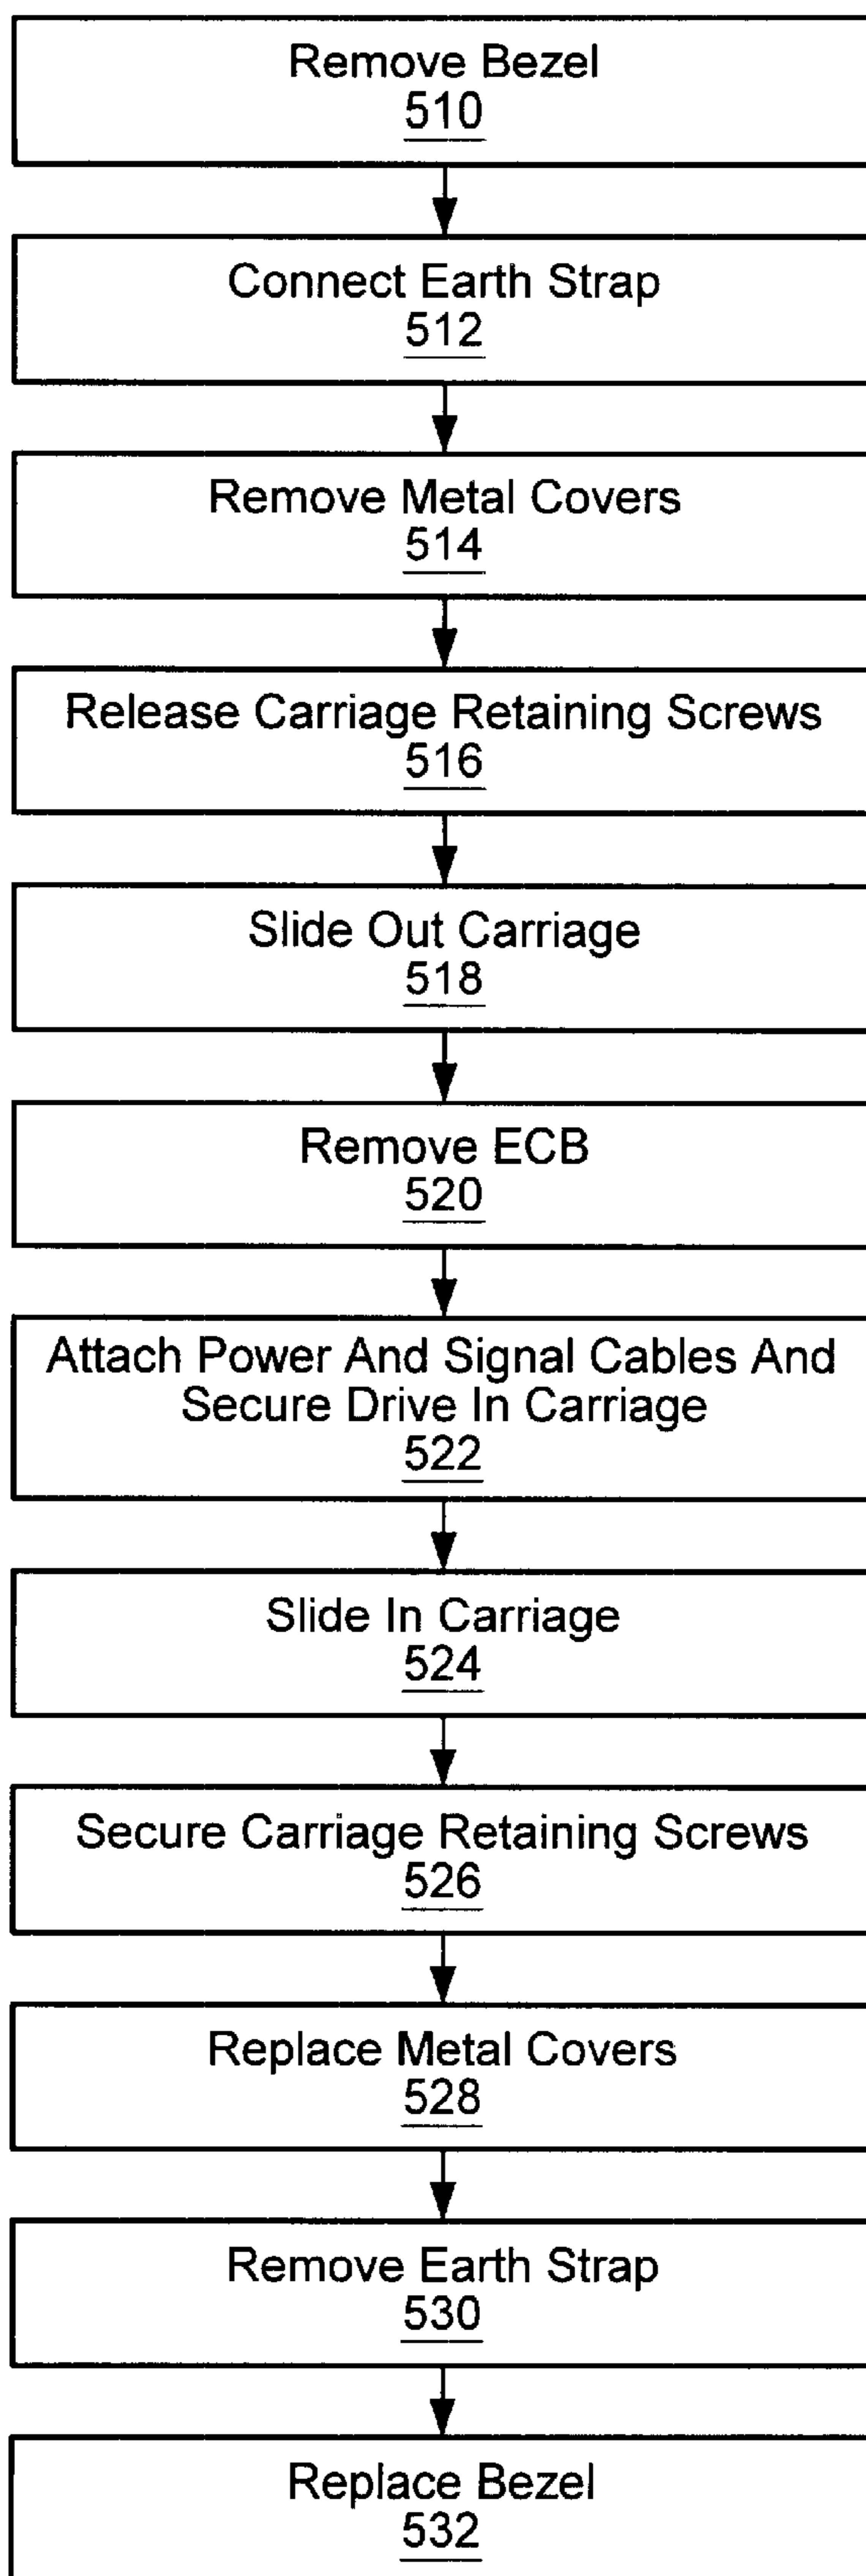 Remove Bezel
510
Connect Earth Strap
512
Remove Metal Covers
514
Release Carriage Retaining Screws
516
Slide Out Carriage
518
Remove ECB
520
Attach Power And Signal Cables And
Secure Drive In Carriage
522
Slide In Carriage
524
Secure Carriage Retaining Screws
526
Replace Metal Covers
528
Remove Earth Strap
530
Replace Bezel
532